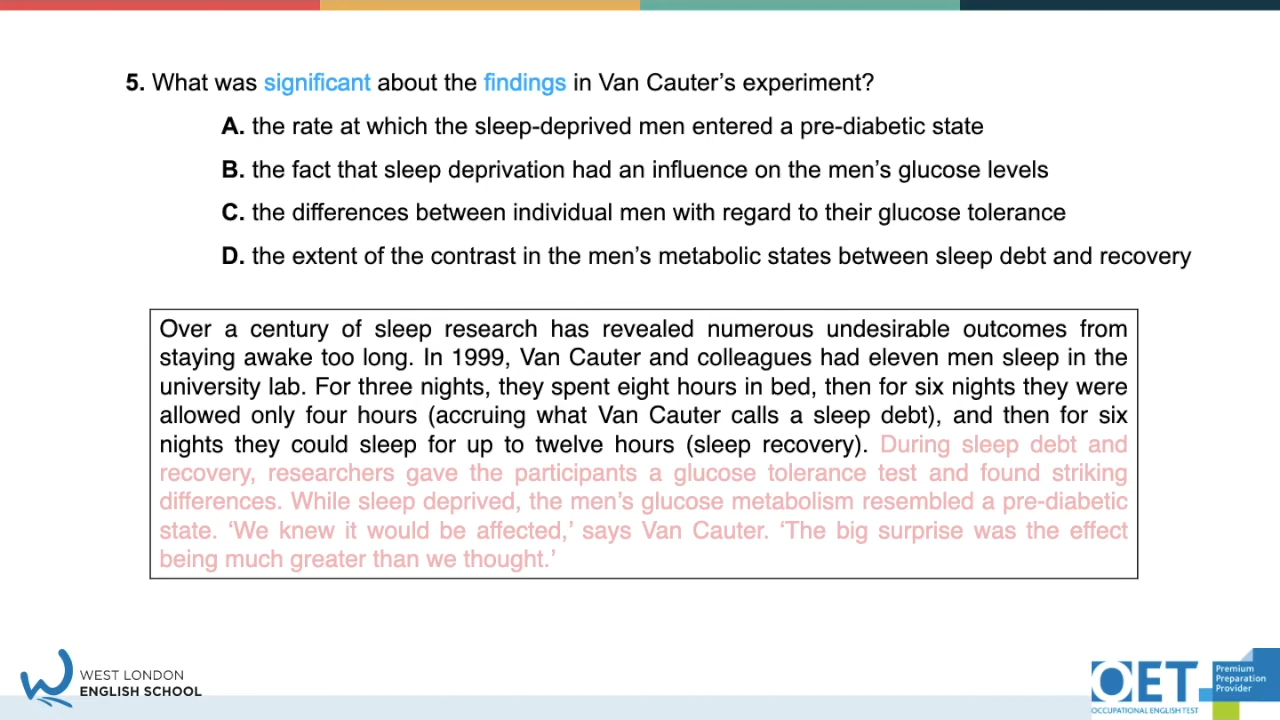 5. What was significant about the findings in Van Cauter’s experiment?
A. the rate at which the sleep-deprived men entered a pre-diabetic state
B. the fact that sleep deprivation had an influence on the men’s glucose levels
C. the differences between individual men with regard to their glucose tolerance
D. the extent of the contrast in the men’s metabolic states between sleep debt and recovery
Over a century of sleep research has revealed numerous undesirable outcomes from
staying awake too long. In 1999, Van Cauter and colleagues had eleven men sleep in the
university lab. For three nights, they spent eight hours in bed, then for six nights they were
allowed only four hours (accruing what Van Cauter calls a sleep debt), and then for six
nights they could sleep for up to twelve hours (sleep recovery). During sleep debt and
recovery, researchers gave the participants a glucose tolerance test and found striking
differences. While sleep deprived, the men’s glucose metabolism resembled a pre-diabetic
state. ‘We knew it would be affected,’ says Van Cauter. ‘The big surprise was the effect
being much greater than we thought.’
WEST LONDON
ENGLISH SCHOOL
OET
OCCUPATIONAL ENGLISH TEST
Premium
Preparation
Provider